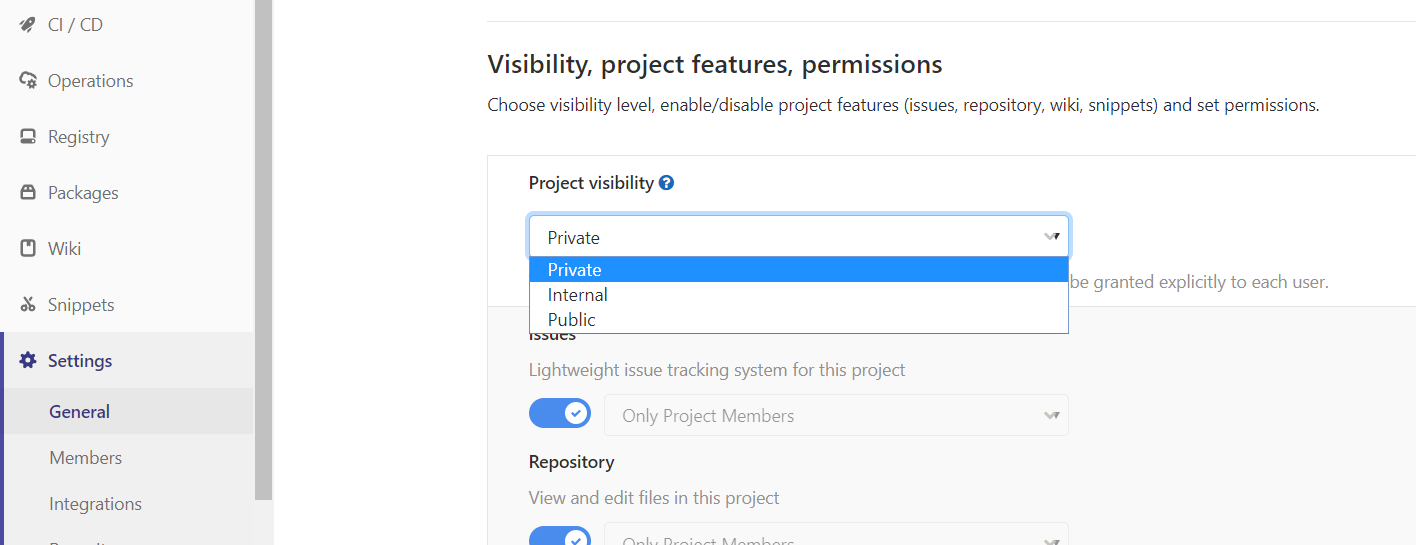 CI / CD
Operations
Registry
Packages
Wiki
Snippets
Settings
General
Members
Integrations
Visibility, project features, permissions
Choose visibility level, enable/disable project features (issues, repository, wiki, snippets) and set permissions.
Project visibility
Private
Private
Internal
Public
be granted explicitly to each user.
Issues
Lightweight issue tracking system for this project
Only Project Members
Repository
View and edit files in this project
Only Project Members